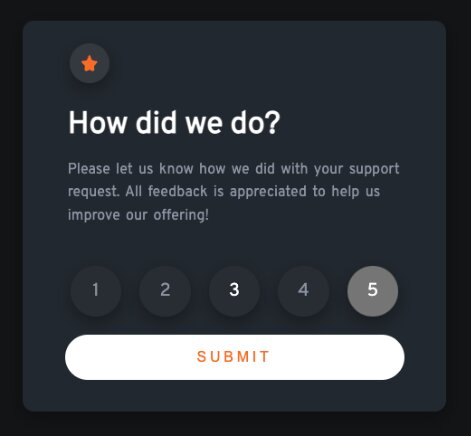 How did we do?
Please let us know how we did with your support
request. All feedback is appreciated to help us
improve our offering!
1 2 3 4 5
SUBMIT